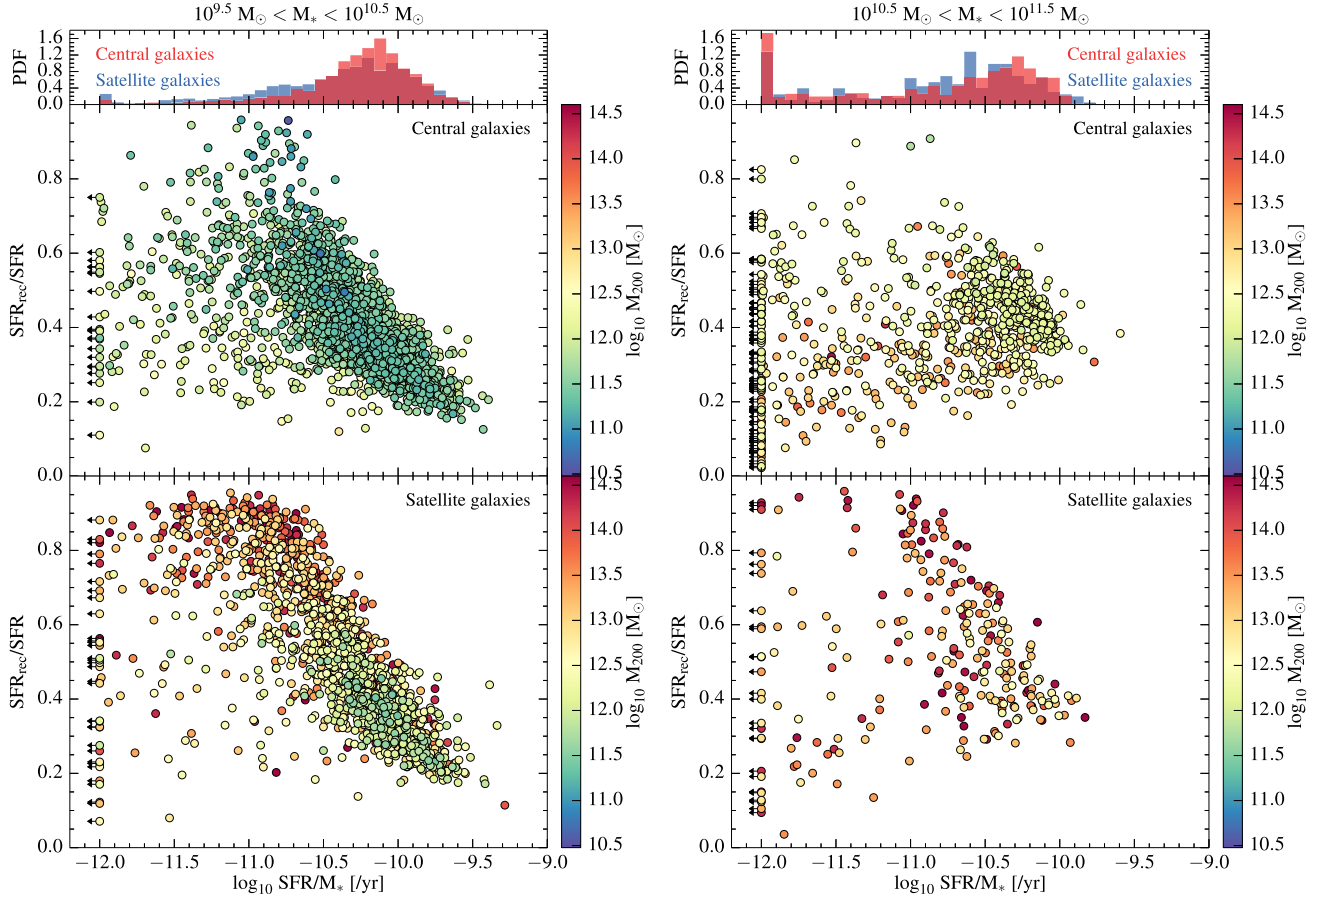 10^9.5 M☉ < M* < 10^10.5 M☉
PDF
1.6
1.2
0.8
0.4
Central galaxies
Satellite galaxies
Central galaxies
SFRrec/SFR
0.8
0.6
0.4
0.2
0.0
14.5
14.0
13.5
13.0
12.5
12.0
11.5
11.0
10.5
log10 M200 [M☉]
Satellite galaxies
SFRrec/SFR
0.8
0.6
0.4
0.2
0.0
14.5
14.0
13.5
13.0
12.5
12.0
11.5
11.0
10.5
log10 M200 [M☉]
−12.0 −11.5 −11.0 −10.5 −10.0 −9.5 −9.0
log10 SFR/M* [/yr]
10^10.5 M☉ < M* < 10^11.5 M☉
PDF
1.6
1.2
0.8
0.4
Central galaxies
Satellite galaxies
Central galaxies
SFRrec/SFR
0.8
0.6
0.4
0.2
0.0
14.5
14.0
13.5
13.0
12.5
12.0
11.5
11.0
10.5
log10 M200 [M☉]
Satellite galaxies
SFRrec/SFR
0.8
0.6
0.4
0.2
0.0
14.5
14.0
13.5
13.0
12.5
12.0
11.5
11.0
10.5
log10 M200 [M☉]
−12.0 −11.5 −11.0 −10.5 −10.0 −9.5 −9.0
log10 SFR/M* [/yr]